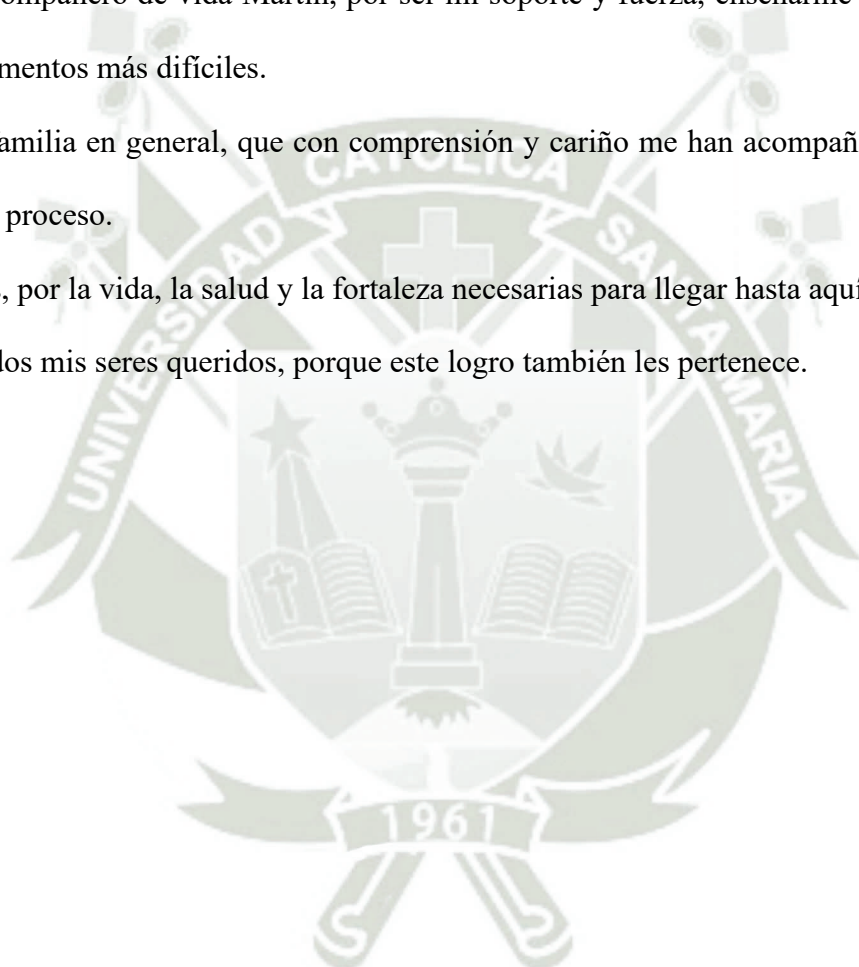 ompañero de vida Martín, por ser mi soporte y fuerza, enseñarme
mentos más difíciles.
amilia en general, que con comprensión y cariño me han acompañ
proceso.
, por la vida, la salud y la fortaleza necesarias para llegar hasta aquí
dos mis seres queridos, porque este logro también les pertenece.
UNIVERSIDAD CATOLICA SANTA MARIA
1961